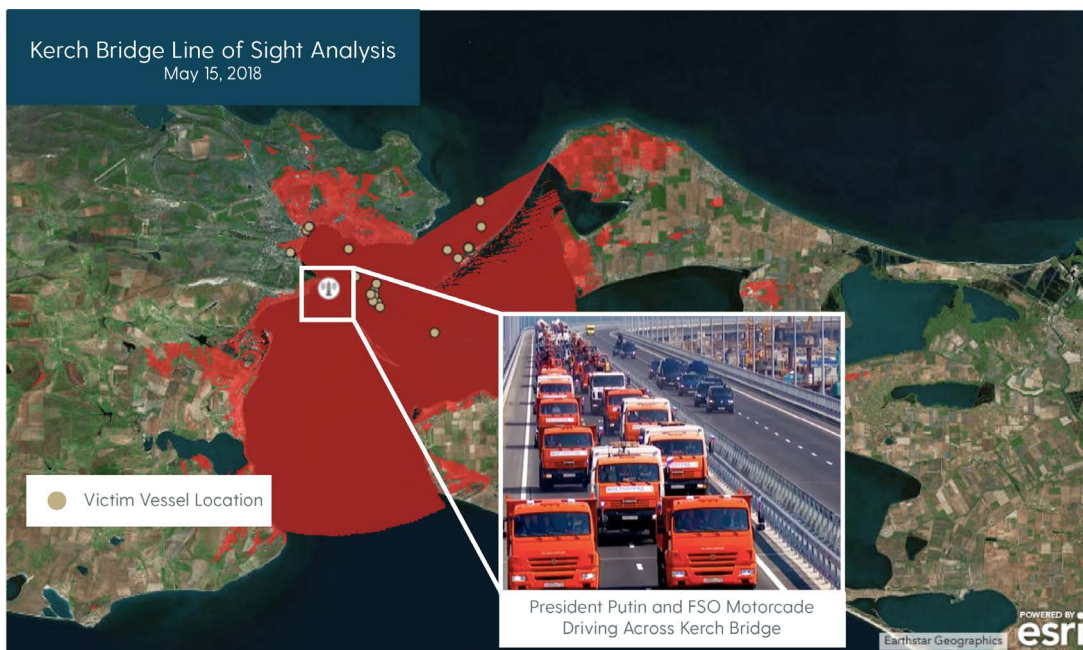 Kerch Bridge Line of Sight Analysis
May 15, 2018
Victim Vessel Location
President Putin and FSO Motorcade
Driving Across Kerch Bridge
Earthstar Geographics
POWERED BY
esri